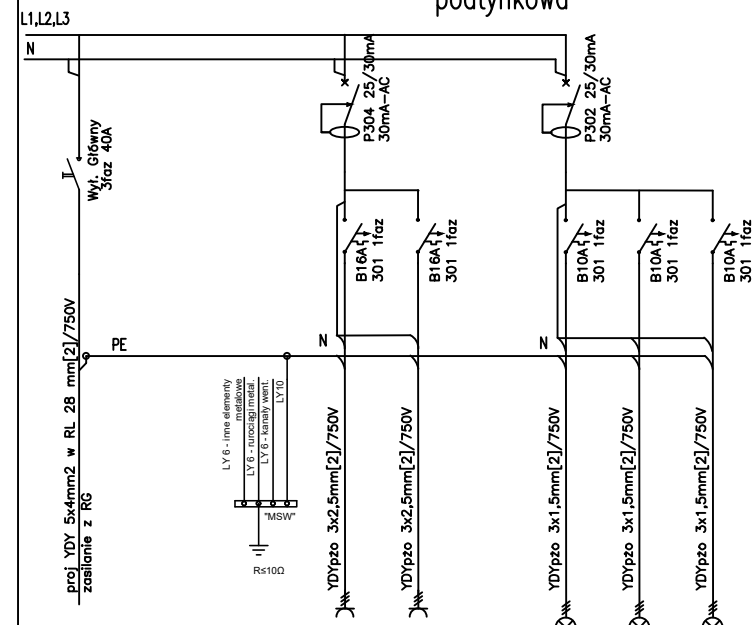 podtynkowa
L1,L2,L3
N
Wył. Główny
3faz 40A
P304 25/30mA
30mA-AC
P302 25/30mA
30mA-AC
B16A
301 1faz
B16A
301 1faz
B10A
301 1faz
B10A
301 1faz
B10A
301 1faz
PE
N
N
proj YDY 5x4mm2 w RL 28 mm[2]/750V
zasilanie z RG
LY 6 - inne elementy
metalowe
LY 6 - rurociągi metal.
LY 6 - kanały went.
LY10
"MSW"
R≤10Ω
YDYpżo 3x2,5mm[2]/750V
YDYpżo 3x2,5mm[2]/750V
YDYpżo 3x1,5mm[2]/750V
YDYpżo 3x1,5mm[2]/750V
YDYpżo 3x1,5mm[2]/750V